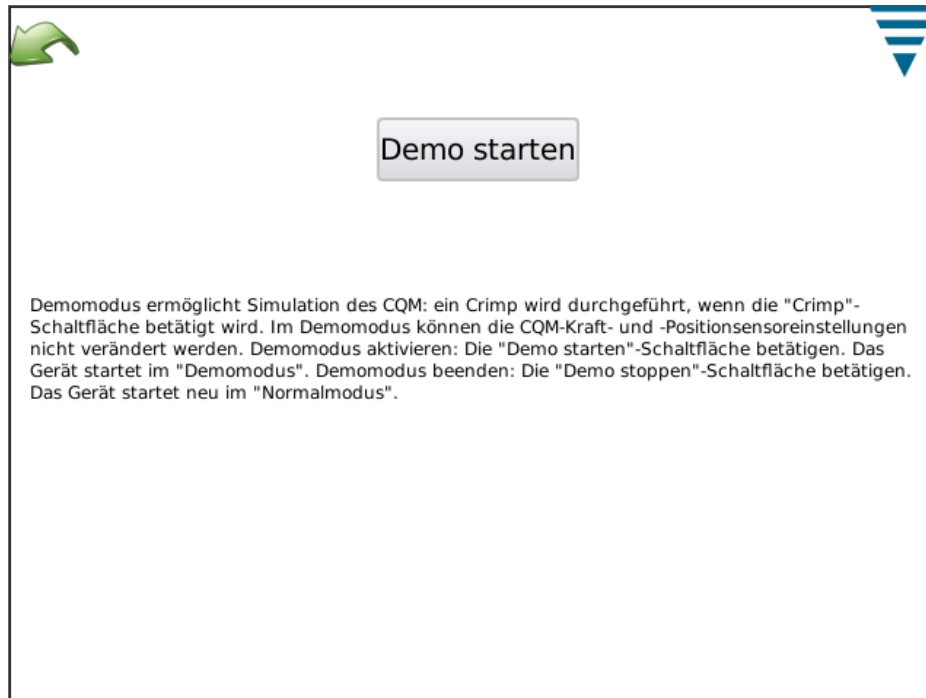 Demo starten
Demomodus ermöglicht Simulation des CQM: ein Crimp wird durchgeführt, wenn die "Crimp"-
Schaltfläche betätigt wird. Im Demomodus können die CQM-Kraft- und -Positionsensoreinstellungen
nicht verändert werden. Demomodus aktivieren: Die "Demo starten"-Schaltfläche betätigen. Das
Gerät startet im "Demomodus". Demomodus beenden: Die "Demo stoppen"-Schaltfläche betätigen.
Das Gerät startet neu im "Normalmodus".